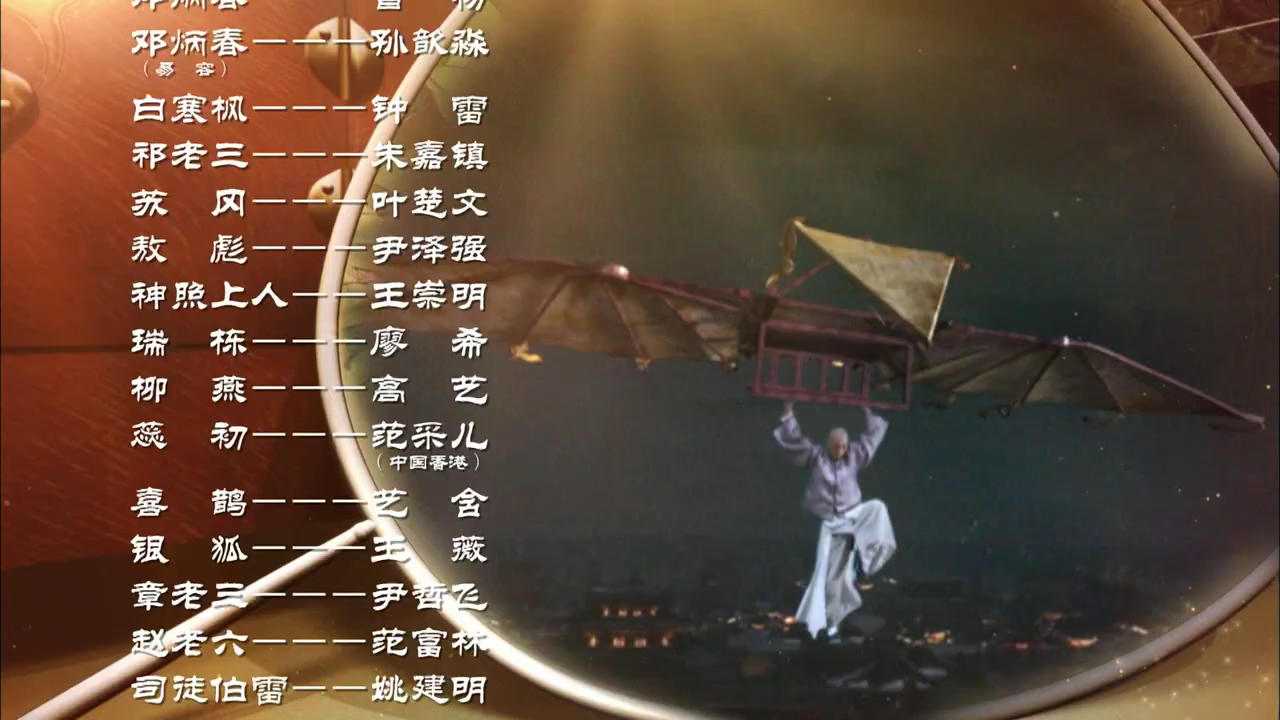 邓炳春———孙歆淼
（易 容）
白寒枫———钟 雷
祁老三———朱嘉镇
苏 冈———叶楚文
敖 彪———尹泽强
神照上人——王崇明
瑞 栋———廖 希
柳 燕———高 艺
蕊 初———范采儿
（中国香港）
喜 鹊———艺 含
银 狐———王 薇
章老三———尹哲飞
赵老六———范富林
司徒伯雷——姚建明